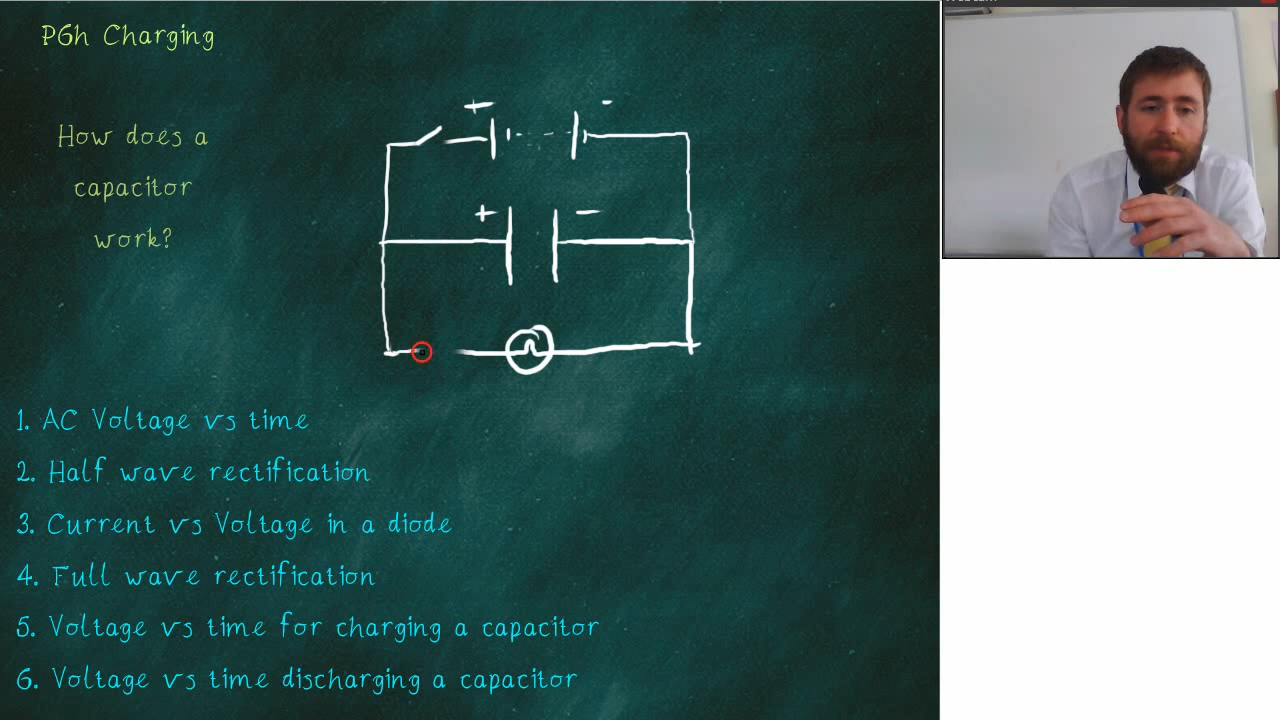 P6h Charging
How does a
capacitor
work?
+ -
+ -
1. AC Voltage vs time
2. Half wave rectification
3. Current vs Voltage in a diode
4. Full wave rectification
5. Voltage vs time for charging a capacitor
6. Voltage vs time discharging a capacitor